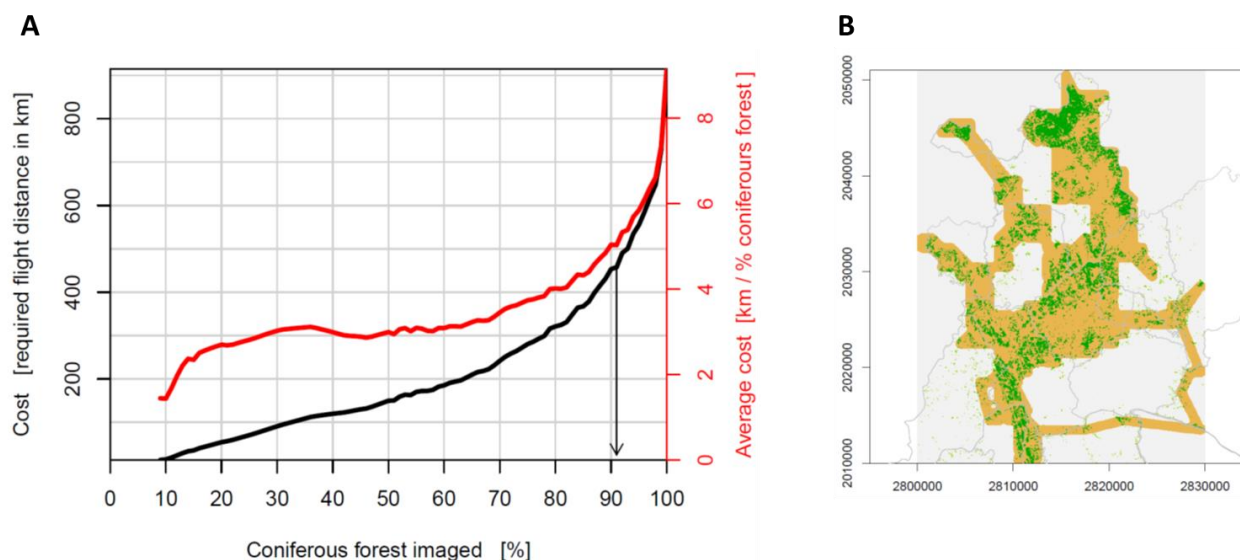 A
B
Cost [required flight distance in km]
800
600
400
200
8
6
4
2
0
Average cost [km / % coniferours forest ]
0 10 20 30 40 50 60 70 80 90 100
Coniferous forest imaged [%]
2050000
2040000
2030000
2020000
2010000
2800000 2810000 2820000 2830000